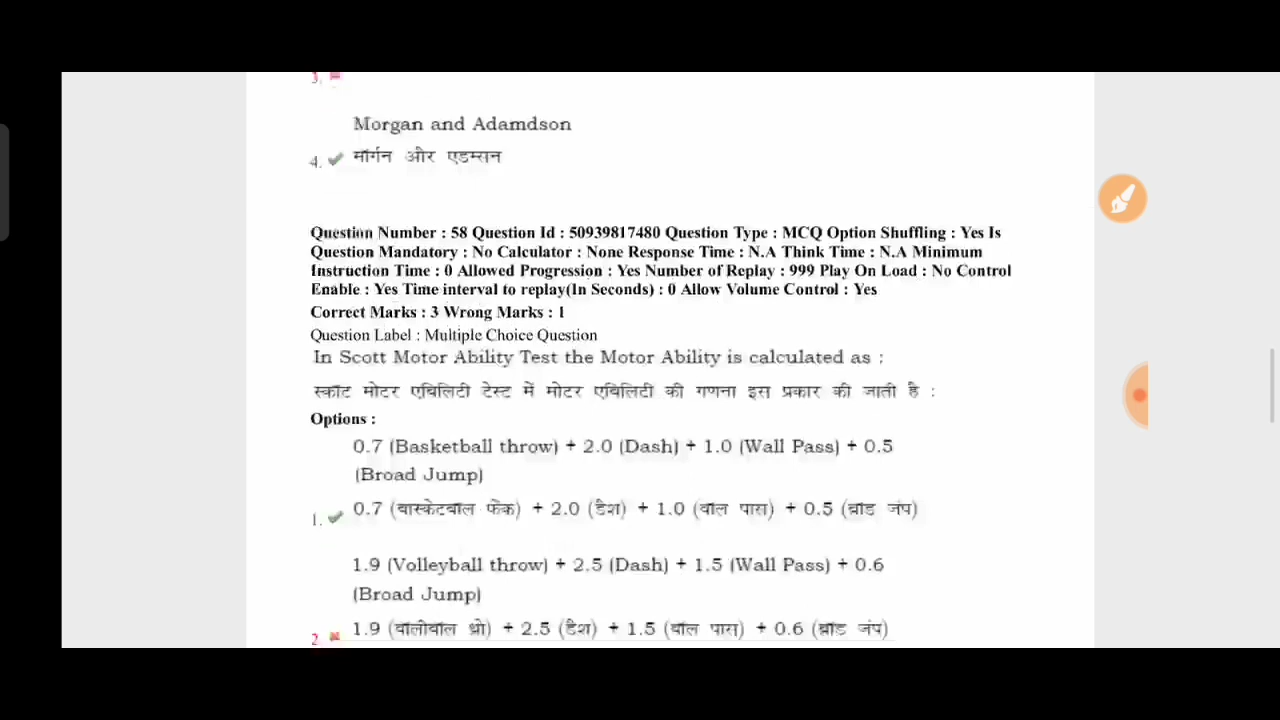 3.
Morgan and Adamdson
4. मॉर्गन और एडम्सन
Question Number : 58 Question Id : 50939817480 Question Type : MCQ Option Shuffling : Yes Is
Question Mandatory : No Calculator : None Response Time : N.A Think Time : N.A Minimum
Instruction Time : 0 Allowed Progression : Yes Number of Replay : 999 Play On Load : No Control
Enable : Yes Time interval to replay(In Seconds) : 0 Allow Volume Control : Yes
Correct Marks : 3 Wrong Marks : 1
Question Label : Multiple Choice Question
In Scott Motor Ability Test the Motor Ability is calculated as :
स्कॉट मोटर एबिलिटी टेस्ट में मोटर एबिलिटी की गणना इस प्रकार की जाती है :
Options :
0.7 (Basketball throw) + 2.0 (Dash) + 1.0 (Wall Pass) + 0.5
(Broad Jump)
1. 0.7 (बास्केटबॉल फेंक) + 2.0 (डैश) + 1.0 (वॉल पास) + 0.5 (ब्रॉड जंप)
1.9 (Volleyball throw) + 2.5 (Dash) + 1.5 (Wall Pass) + 0.6
(Broad Jump)
2. 1.9 (वॉलीबॉल थ्रो) + 2.5 (डैश) + 1.5 (वॉल पास) + 0.6 (ब्रॉड जंप)